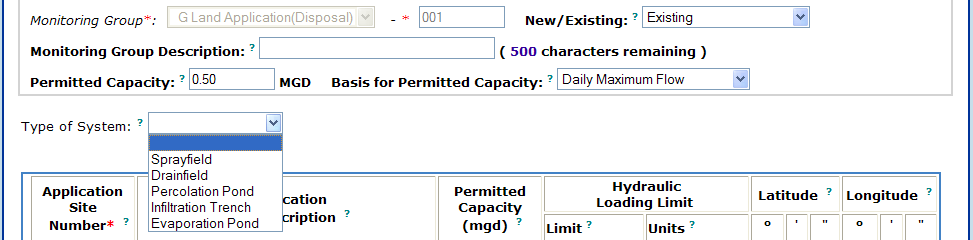 Monitoring Group*: G Land Application(Disposal) - * 001 New/Existing: ? Existing
Monitoring Group Description: ? ( 500 characters remaining )
Permitted Capacity: ? 0.50 MGD Basis for Permitted Capacity: ? Daily Maximum Flow
Type of System: ?
Sprayfield
Drainfield
Percolation Pond
Infiltration Trench
Evaporation Pond
Application
Site
Number* ?
Permitted
Capacity
(mgd) ?
Hydraulic
Loading Limit
Limit ? Units ?
Latitude ?
º ' "
Longitude ?
º ' "